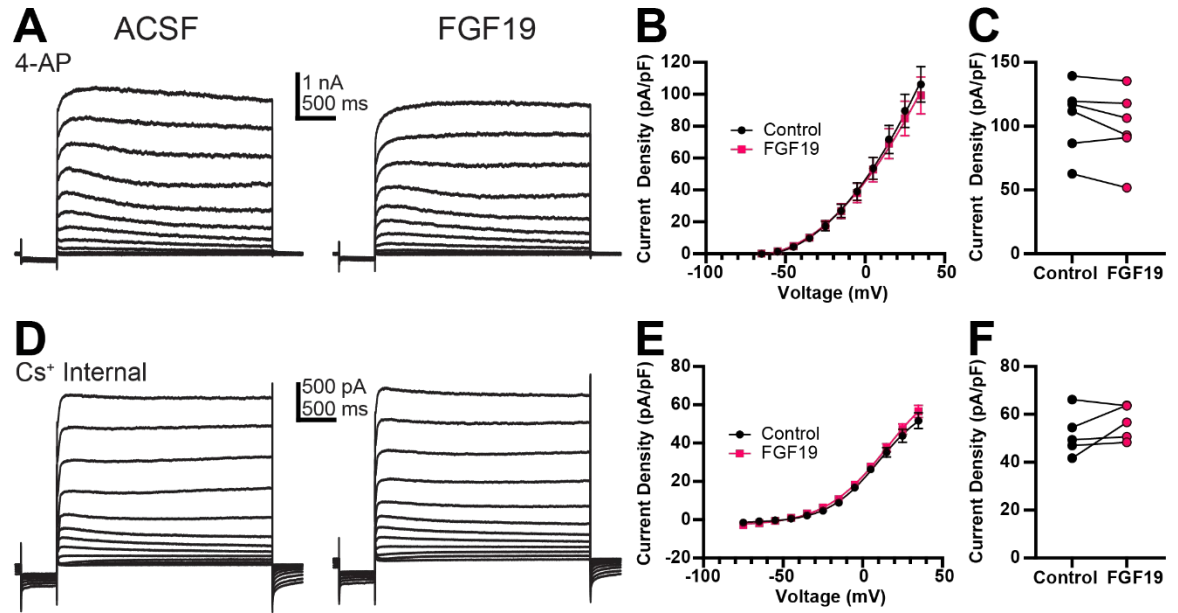 A
ACSF
FGF19
4-AP
1 nA
500 ms
B
Current Density (pA/pF)
120
100
80
60
40
20
0
-100
-50
0
50
Voltage (mV)
Control
FGF19
C
Current Density (pA/pF)
150
100
50
0
Control
FGF19
D
Cs⁺ Internal
500 pA
500 ms
E
Current Density (pA/pF)
80
60
40
20
0
-20
-100
-50
0
50
Voltage (mV)
Control
FGF19
F
Current Density (pA/pF)
80
60
40
20
0
Control
FGF19